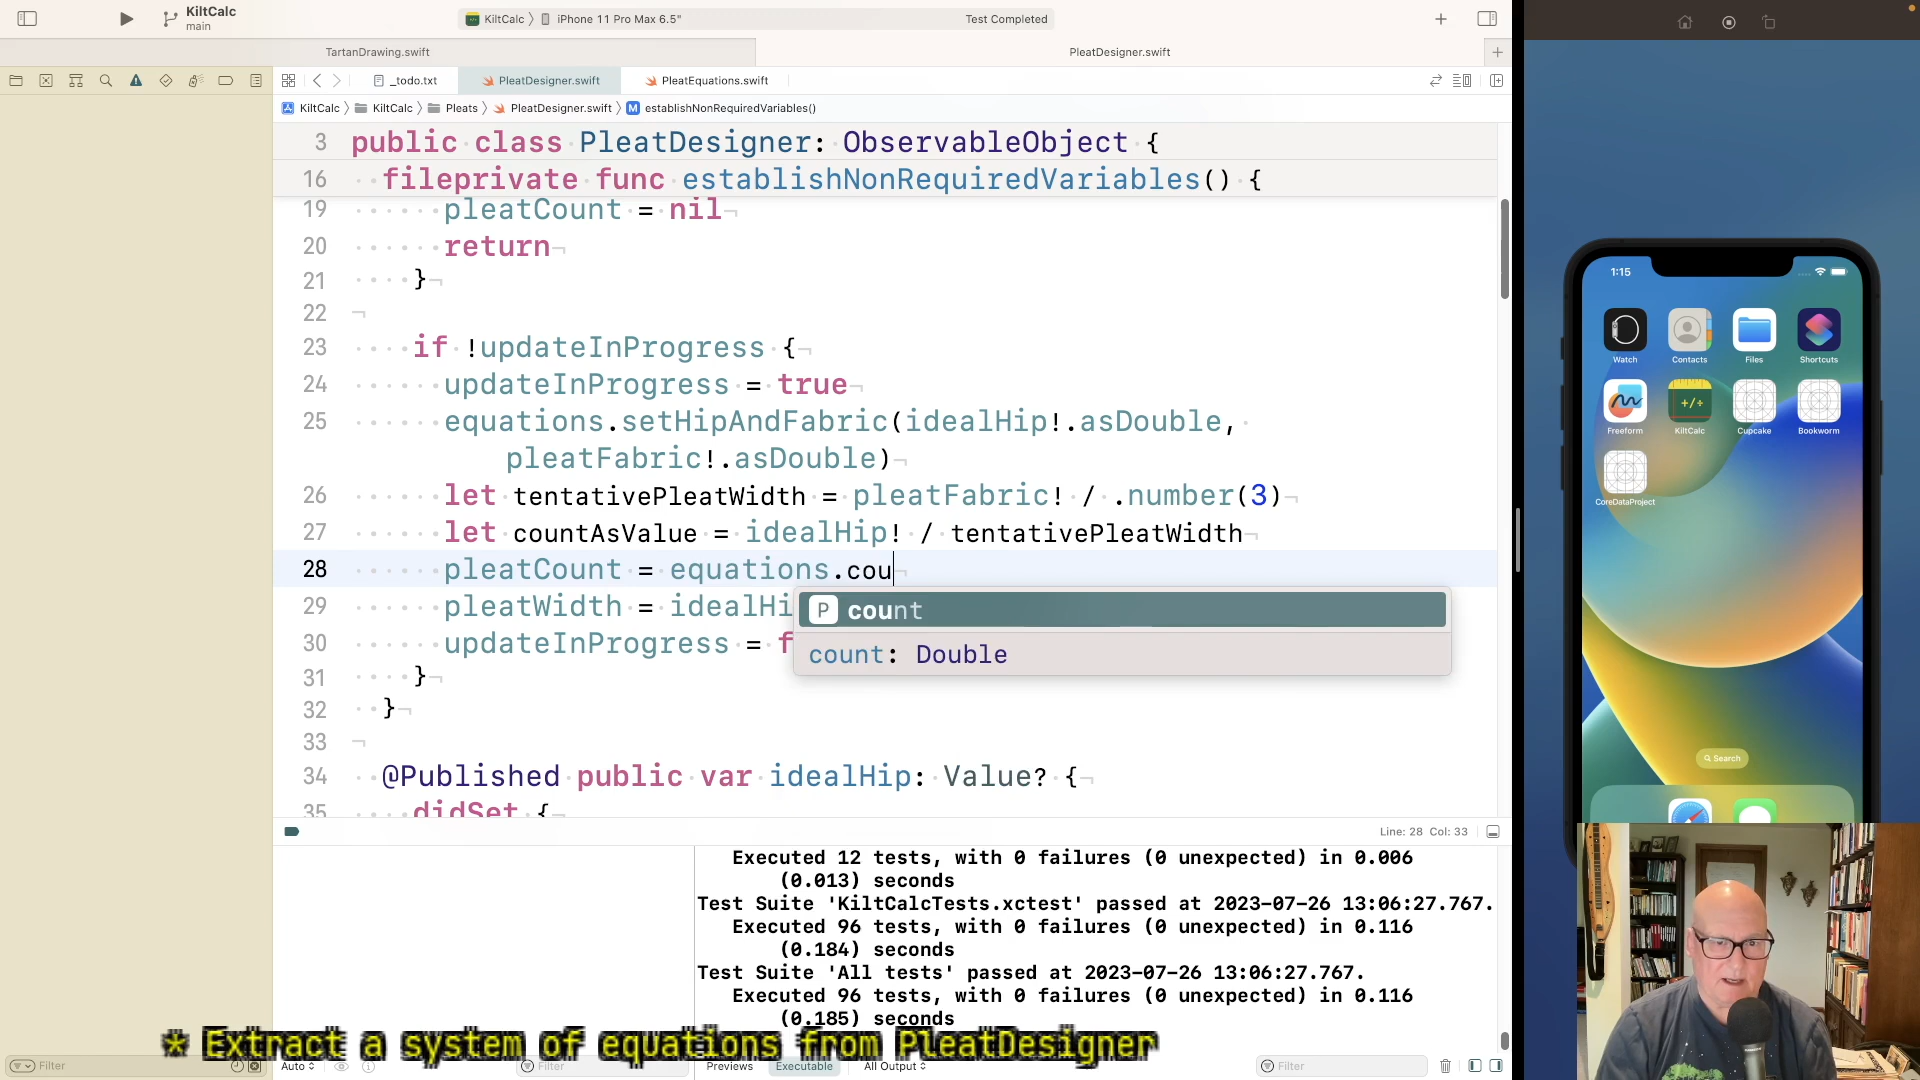 KiltCalc
main
KiltCalc 〉 iPhone 11 Pro Max 6.5"
Test Completed
TartanDrawing.swift
PleatDesigner.swift
_todo.txt
PleatDesigner.swift
PleatEquations.swift
KiltCalc 〉 KiltCalc 〉 Pleats 〉 PleatDesigner.swift 〉 M establishNonRequiredVariables()
3 public class PleatDesigner: ObservableObject {
16 fileprivate func establishNonRequiredVariables() {
19 pleatCount = nil
20 return
21 }
22
23 if !updateInProgress {
24 updateInProgress = true
25 equations.setHipAndFabric(idealHip!.asDouble,
pleatFabric!.asDouble)
26 let tentativePleatWidth = pleatFabric! / .number(3)
27 let countAsValue = idealHip! / tentativePleatWidth
28 pleatCount = equations.cou
29 pleatWidth = idealHi
30 updateInProgress = f
P count
count: Double
31 }
32 }
33
34 @Published public var idealHip: Value? {
35 didSet {
Line: 28 Col: 33
Executed 12 tests, with 0 failures (0 unexpected) in 0.006
(0.013) seconds
Test Suite 'KiltCalcTests.xctest' passed at 2023-07-26 13:06:27.767.
Executed 96 tests, with 0 failures (0 unexpected) in 0.116
(0.184) seconds
Test Suite 'All tests' passed at 2023-07-26 13:06:27.767.
Executed 96 tests, with 0 failures (0 unexpected) in 0.116
(0.185) seconds
* Extract a system of equations from PleatDesigner
Filter
Auto
Filter
Previews
Executable
All Output
Filter
1:15
Watch
Contacts
Files
Shortcuts
+/÷
Freeform
KiltCalc
Cupcake
Bookworm
CoreDataProject
Search